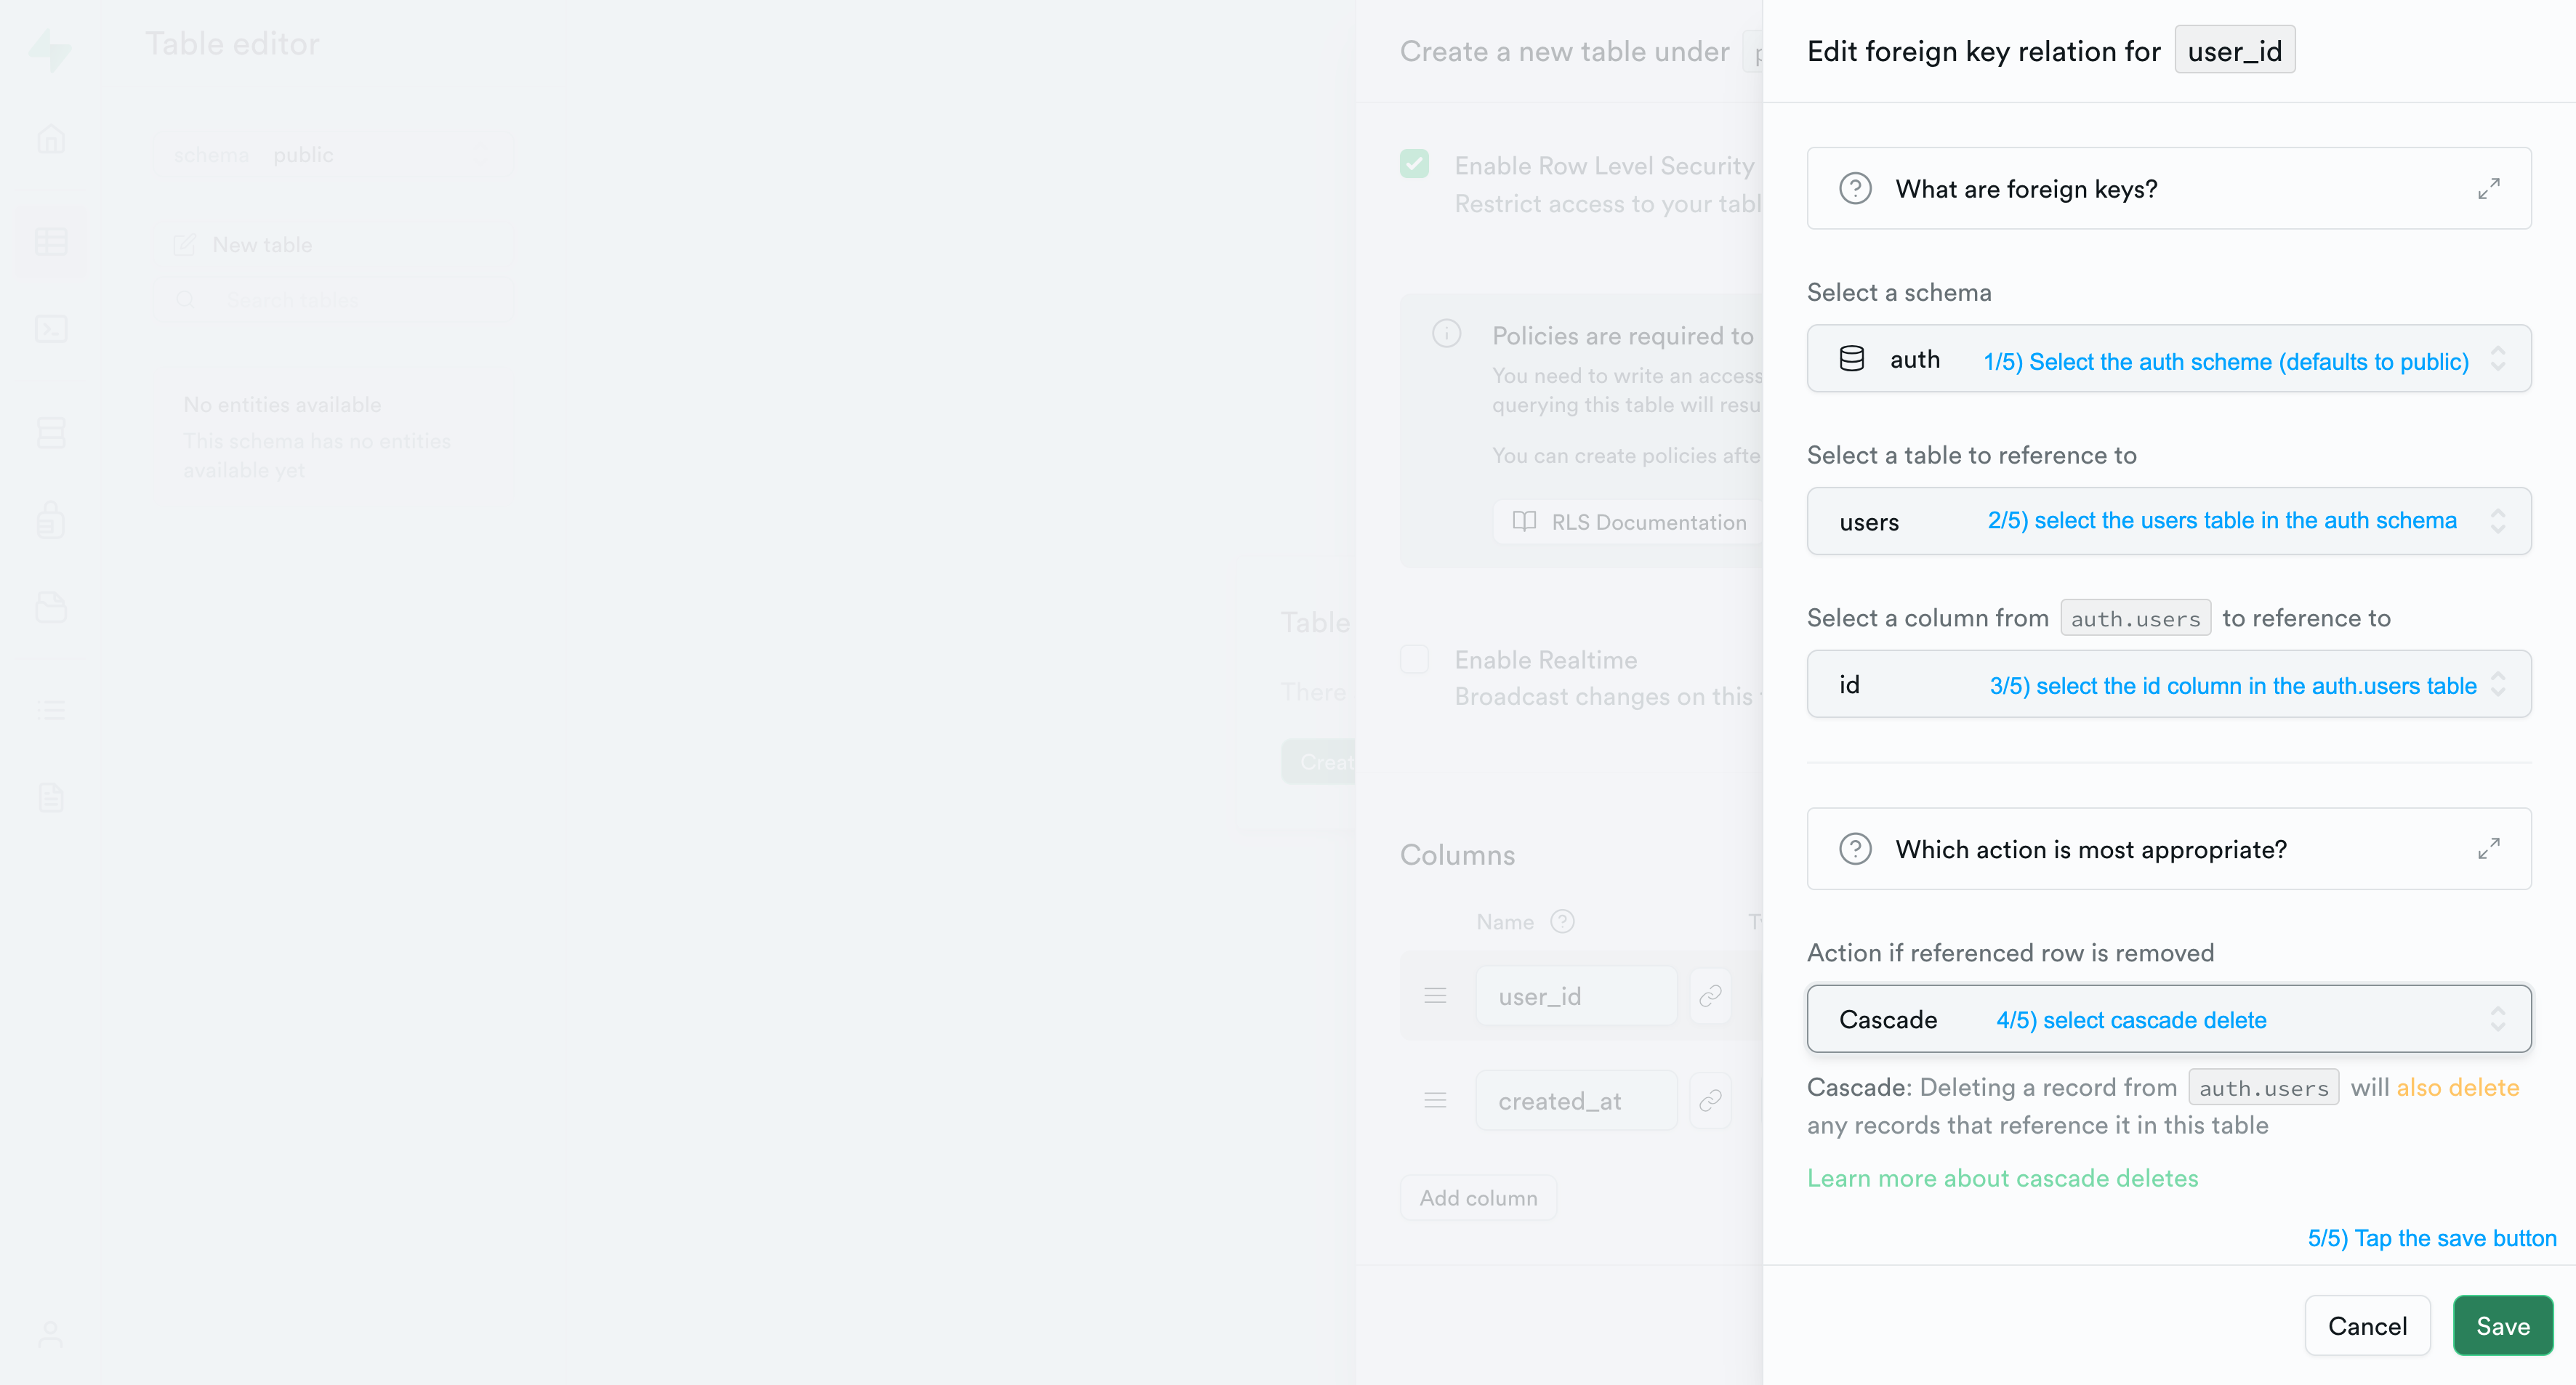 Table editor
schema public
New table
Search tables
No entities available
This schema has no entities
available yet
Table
There
Creat
Create a new table under
Enable Row Level Security
Restrict access to your tabl
Policies are required to
You need to write an access
querying this table will resu
You can create policies afte
RLS Documentation
Enable Realtime
Broadcast changes on this
Columns
Name
user_id
created_at
Add column
Edit foreign key relation for user_id
What are foreign keys?
Select a schema
auth 1/5) Select the auth scheme (defaults to public)
Select a table to reference to
users 2/5) select the users table in the auth schema
Select a column from auth.users to reference to
id 3/5) select the id column in the auth.users table
Which action is most appropriate?
Action if referenced row is removed
Cascade 4/5) select cascade delete
Cascade: Deleting a record from auth.users will also delete
any records that reference it in this table
Learn more about cascade deletes
5/5) Tap the save button
Cancel Save